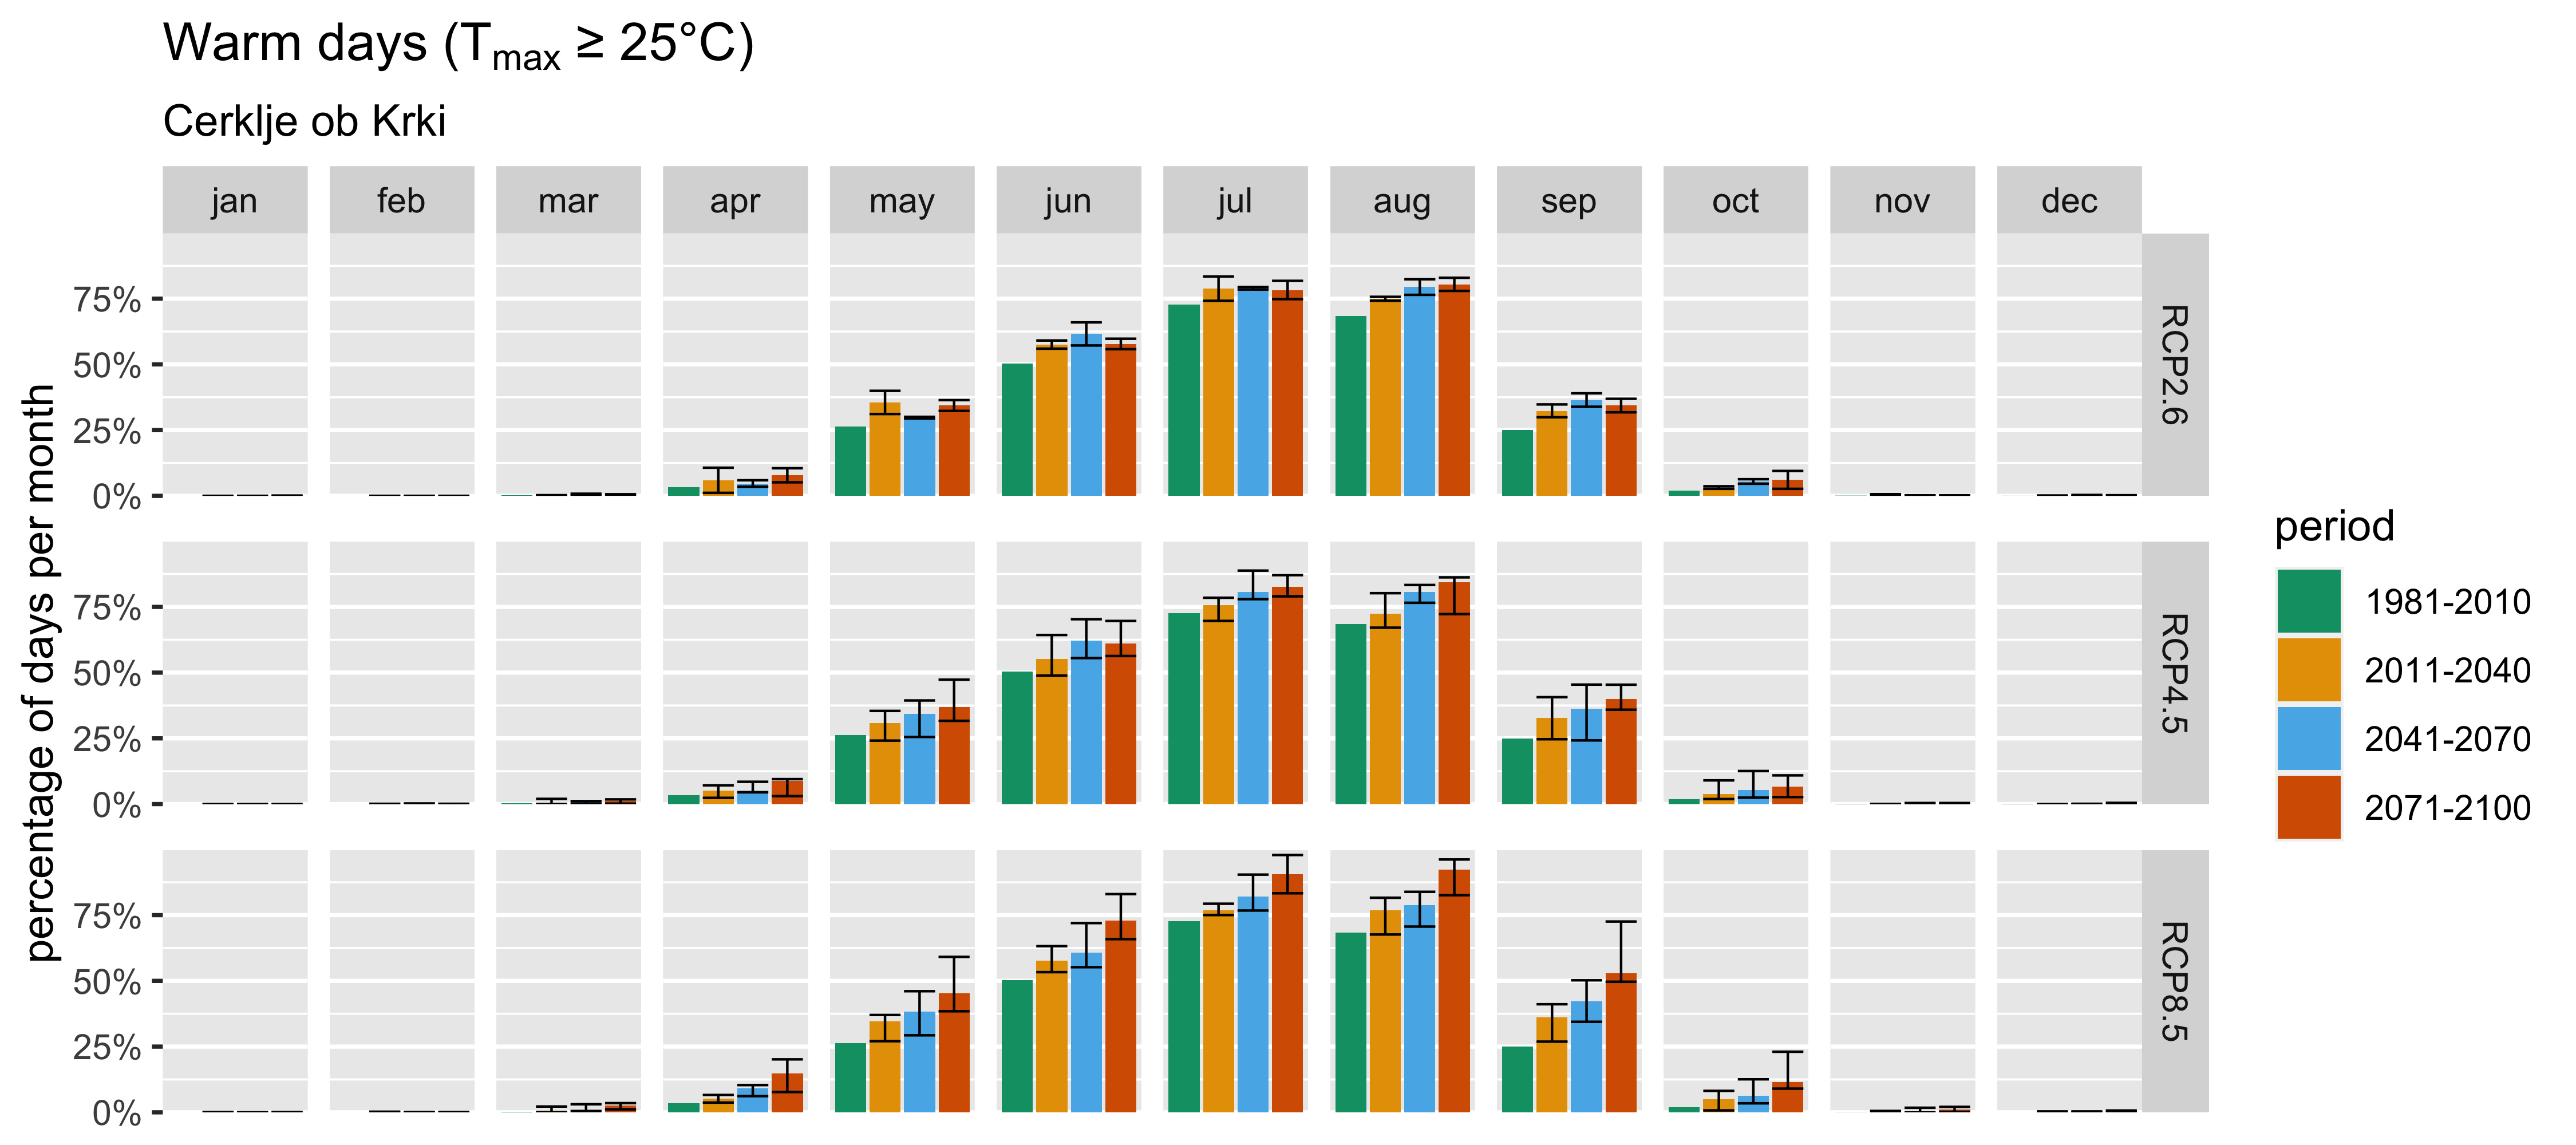 Warm days (Tmax ≥ 25°C)
Cerklje ob Krki
jan feb mar apr may jun jul aug sep oct nov dec
75%
50%
25%
0%
RCP2.6
75%
50%
25%
0%
RCP4.5
75%
50%
25%
0%
RCP8.5
percentage of days per month
period
1981-2010
2011-2040
2041-2070
2071-2100